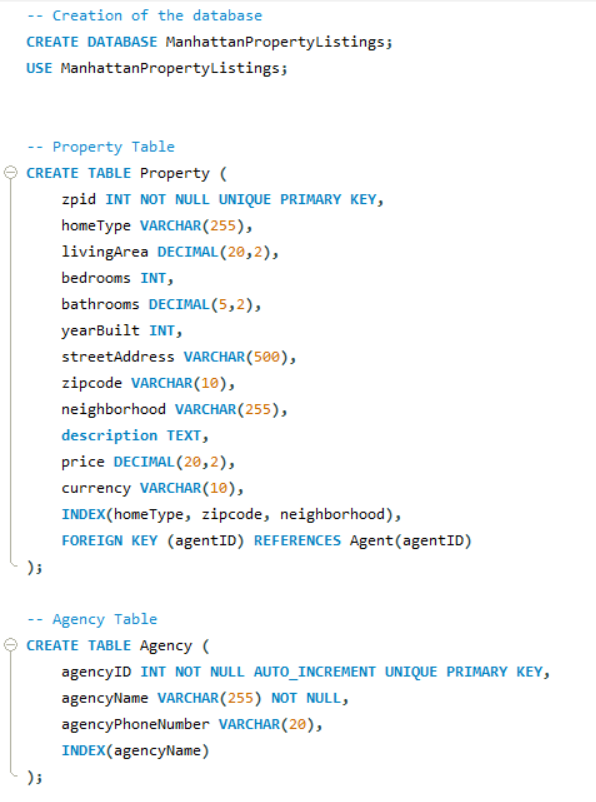 -- Creation of the database
CREATE DATABASE ManhattanPropertyListings;
USE ManhattanPropertyListings;
-- Property Table
CREATE TABLE Property (
zpid INT NOT NULL UNIQUE PRIMARY KEY,
homeType VARCHAR(255),
livingArea DECIMAL(20,2),
bedrooms INT,
bathrooms DECIMAL(5,2),
yearBuilt INT,
streetAddress VARCHAR(500),
zipcode VARCHAR(10),
neighborhood VARCHAR(255),
description TEXT,
price DECIMAL(20,2),
currency VARCHAR(10),
INDEX(homeType, zipcode, neighborhood),
FOREIGN KEY (agentID) REFERENCES Agent(agentID)
);
-- Agency Table
CREATE TABLE Agency (
agencyID INT NOT NULL AUTO_INCREMENT UNIQUE PRIMARY KEY,
agencyName VARCHAR(255) NOT NULL,
agencyPhoneNumber VARCHAR(20),
INDEX(agencyName)
);